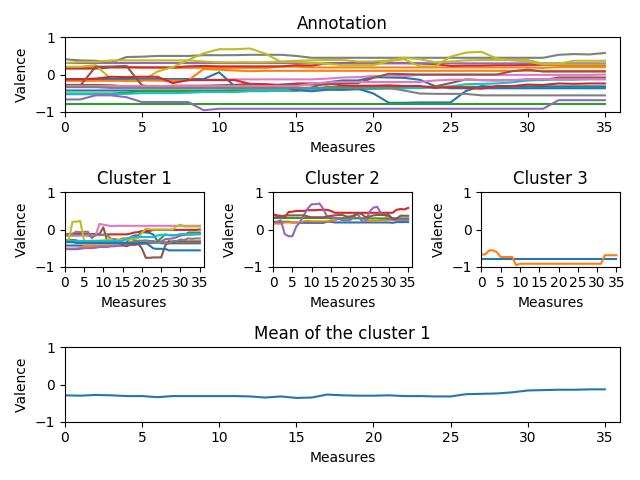 Annotation
1
0
−1
Valence
0 5 10 15 20 25 30 35
Measures
Cluster 1 Cluster 2 Cluster 3
1 1 1
0 0 0
−1 −1 −1
Valence Valence Valence
0 5 10 15 20 25 30 35 0 5 10 15 20 25 30 35 0 5 10 15 20 25 30 35
Measures Measures Measures
Mean of the cluster 1
1
0
−1
Valence
0 5 10 15 20 25 30 35
Measures